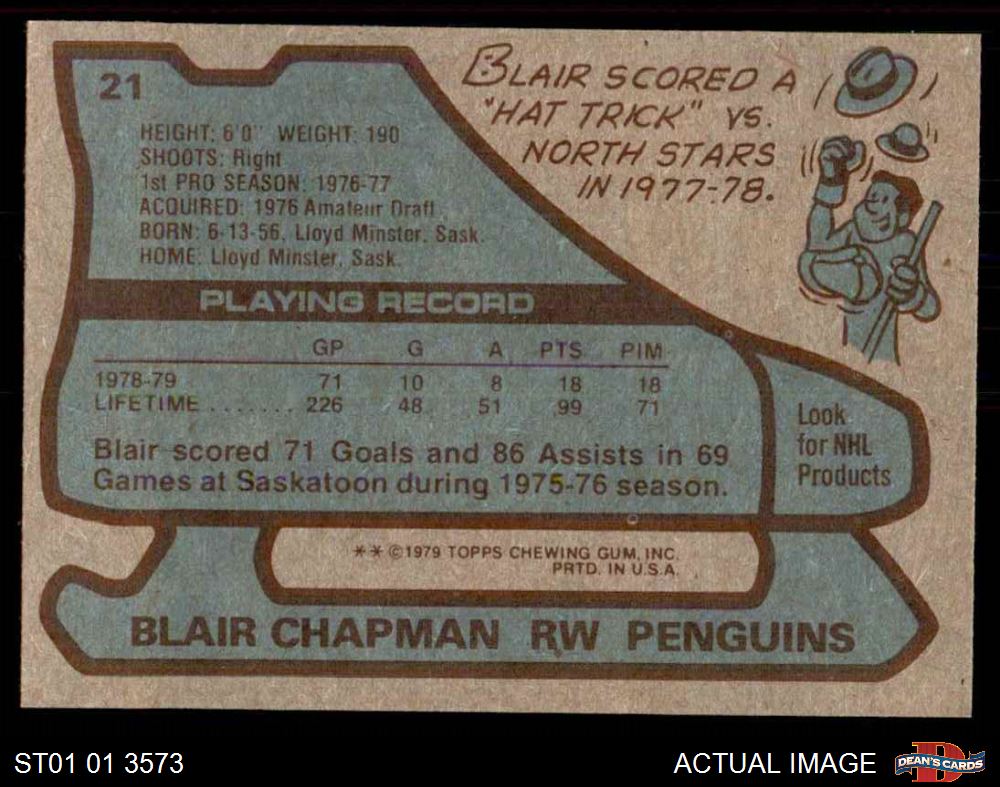 21
HEIGHT: 6'0" WEIGHT: 190
SHOOTS: Right
1st PRO SEASON: 1976-77
ACQUIRED: 1976 Amateur Draft
BORN: 6-13-56, Lloyd Minster, Sask.
HOME: Lloyd Minster, Sask.
BLAIR SCORED A
"HAT TRICK" VS.
NORTH STARS
IN 1977-78.
PLAYING RECORD
GP G A PTS PIM
1978-79 71 10 8 18 18
LIFETIME ....... 226 48 51 99 71
Blair scored 71 Goals and 86 Assists in 69
Games at Saskatoon during 1975-76 season.
Look
for NHL
Products
** ©1979 TOPPS CHEWING GUM, INC.
PRTD. IN U.S.A.
BLAIR CHAPMAN RW PENGUINS
ST01 01 3573
ACTUAL IMAGE
D
DEAN'S CARDS